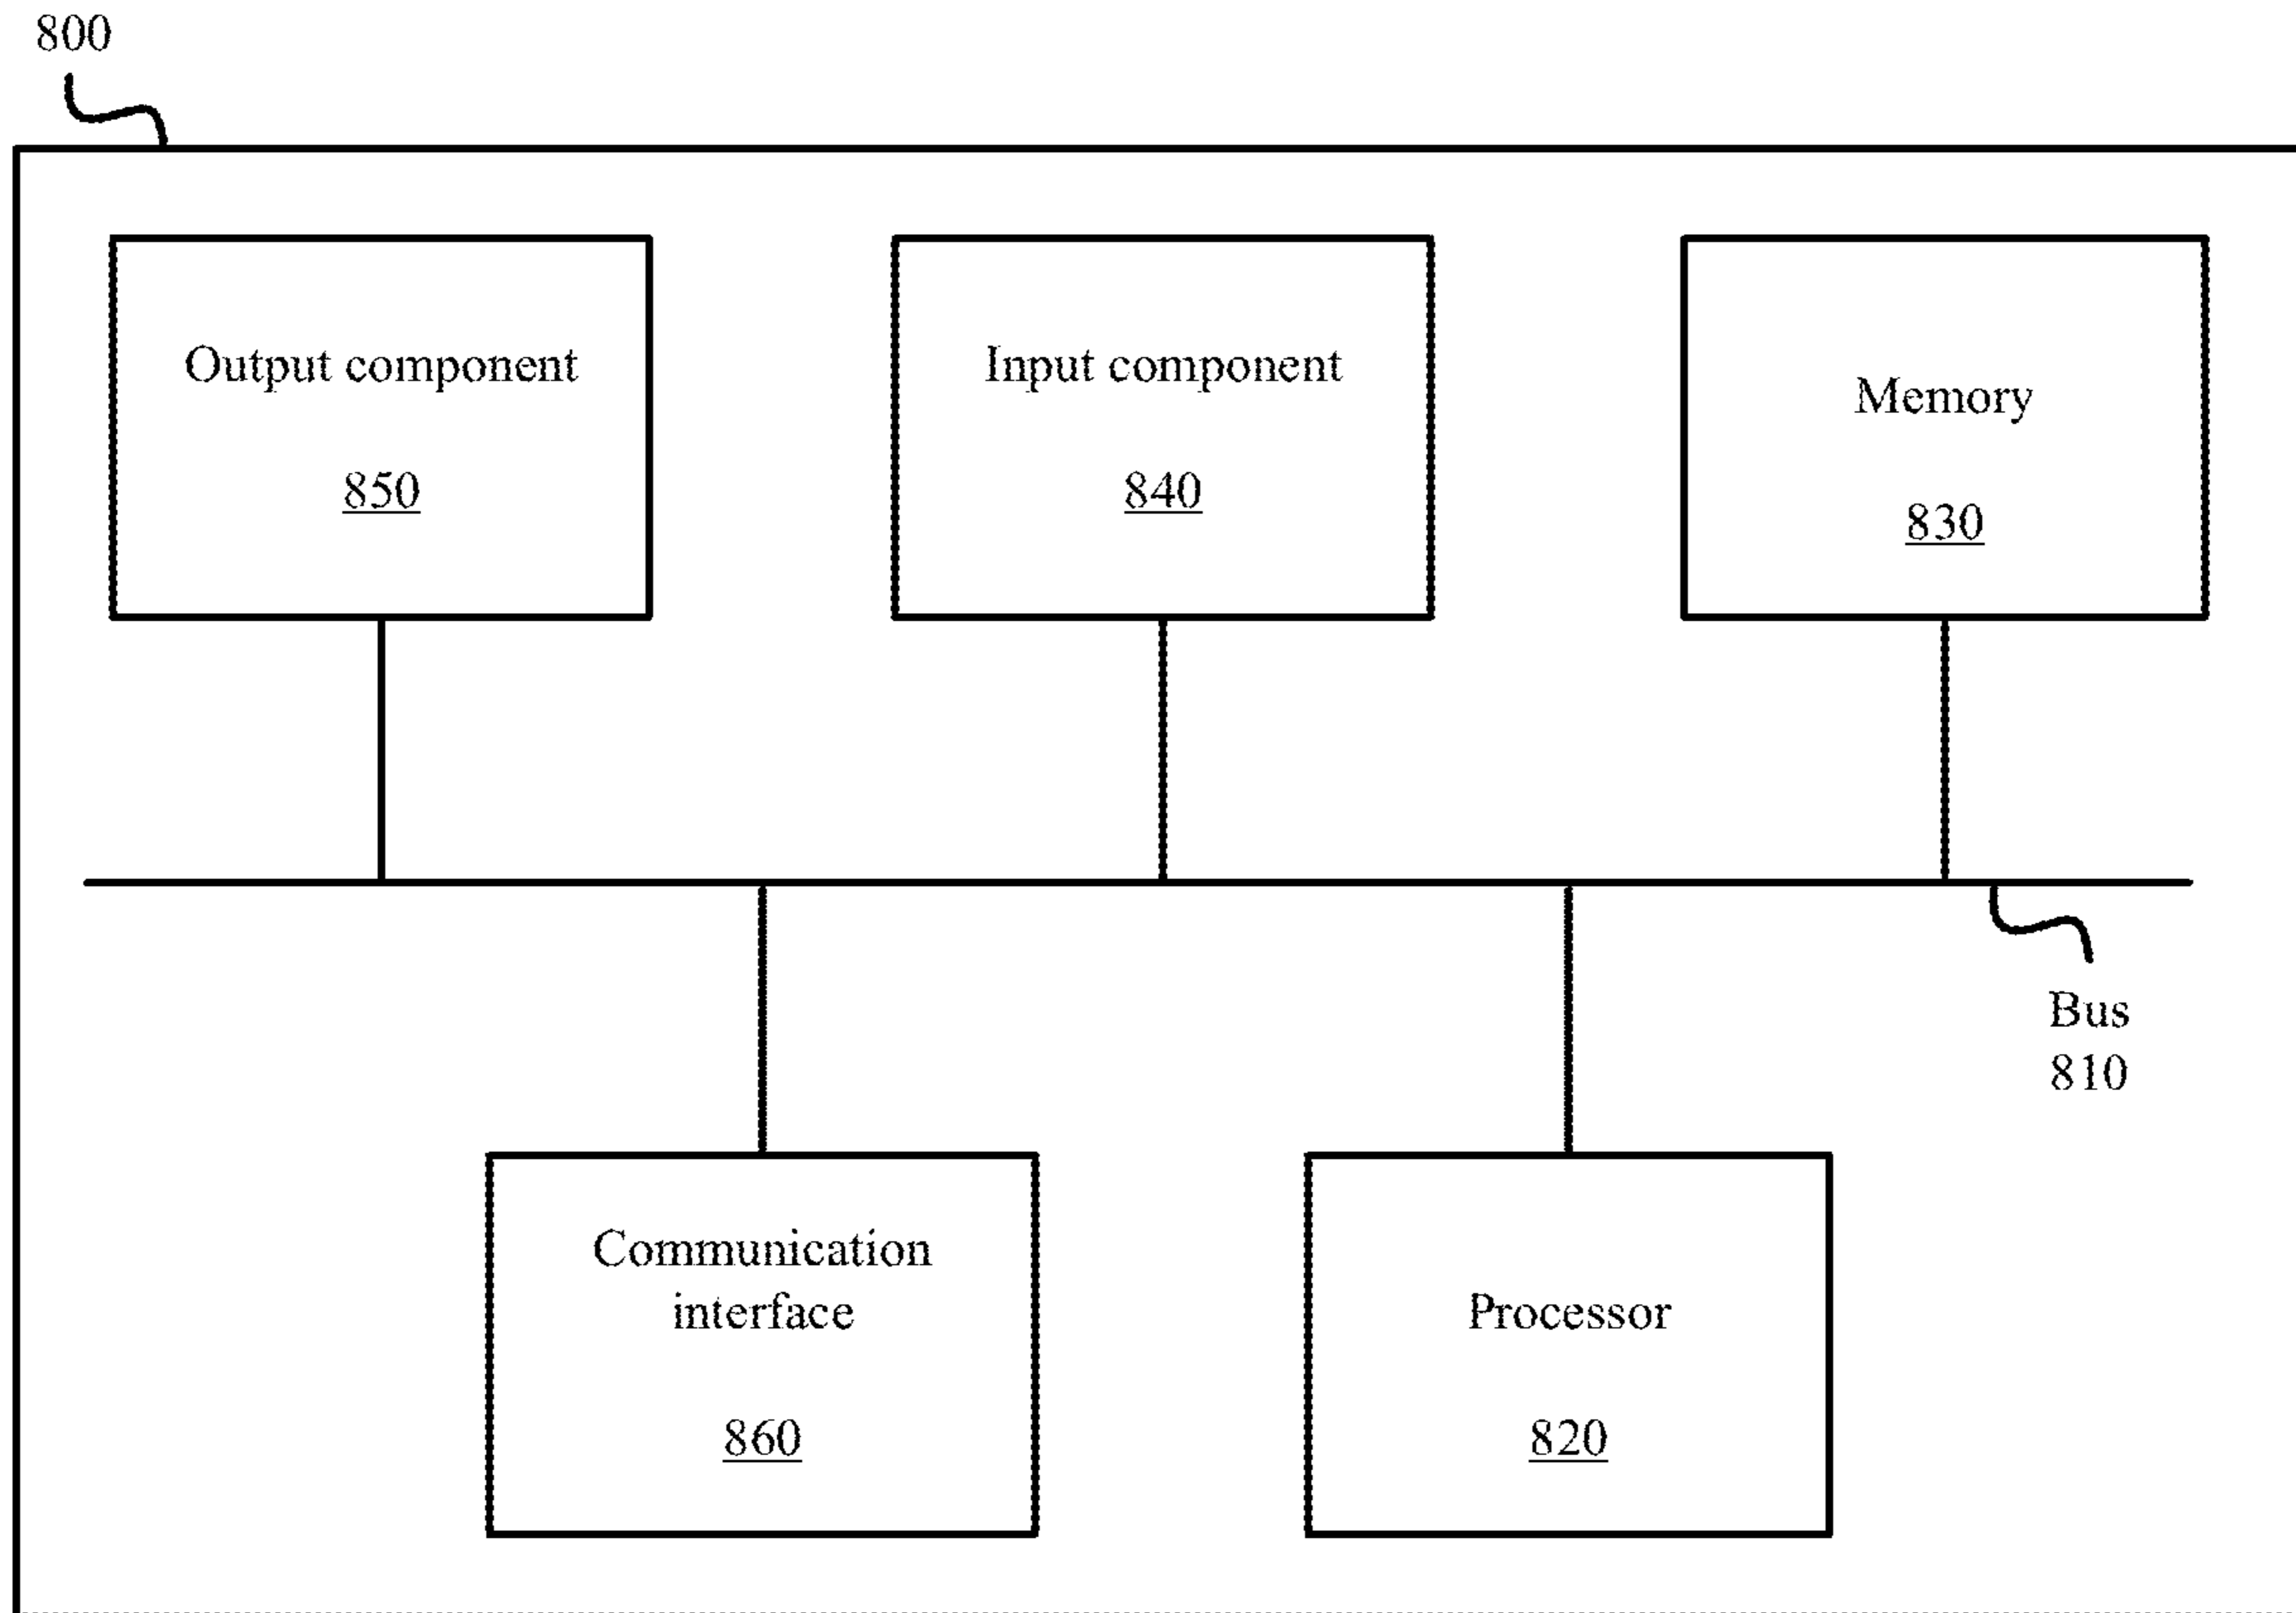 800
Output component
850
Input component
840
Memory
830
Bus
810
Communication
interface
860
Processor
820